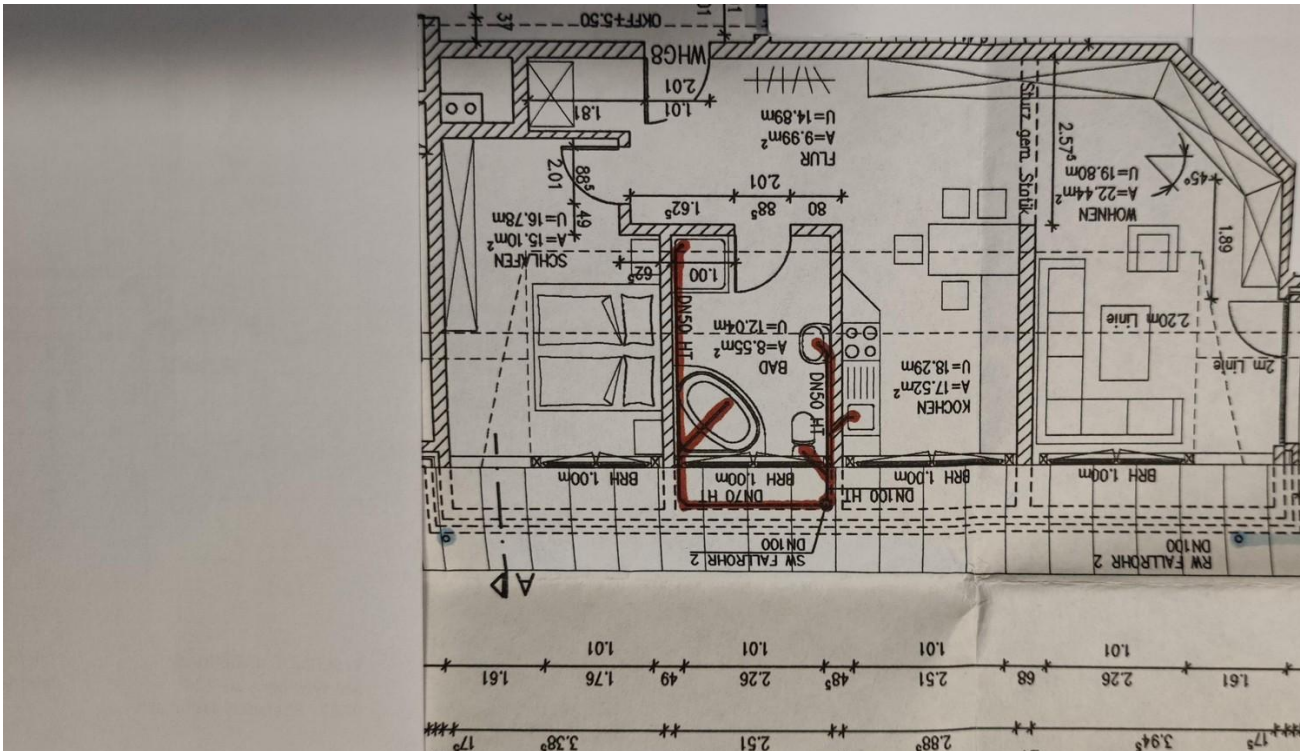 OKFF+5.50
37
WHG8
2.01
1.01
1.81
FLUR
A=9.99m²
U=14.89m
Sturz gem. Statik
2.57⁵
WOHNEN
A=22.44m²
U=19.80m
45°
1.89
88⁵
2.01
49
2.01
1.62⁵
88⁵
80
SCHLAFEN
A=15.10m²
U=16.78m
62⁵
1.00
DN50 HT
BAD
A=8.55m²
U=12.04m
DN50 HT
KOCHEN
A=17.52m²
U=18.29m
2.20m Linie
2m Linie
BRH 1.00m
BRH 1.00m
BRH 1.00m
BRH 1.00m
DN70 HT
DN100 HT
SW FALLROHR 2
DN100
RW FALLROHR 2
DN100
A
1.01
1.01
1.01
1.01
1.61
1.76
49
2.26
48⁵
2.51
68
2.26
1.61
17⁵
3.38⁵
2.51
2.88⁵
3.94⁵
17⁵